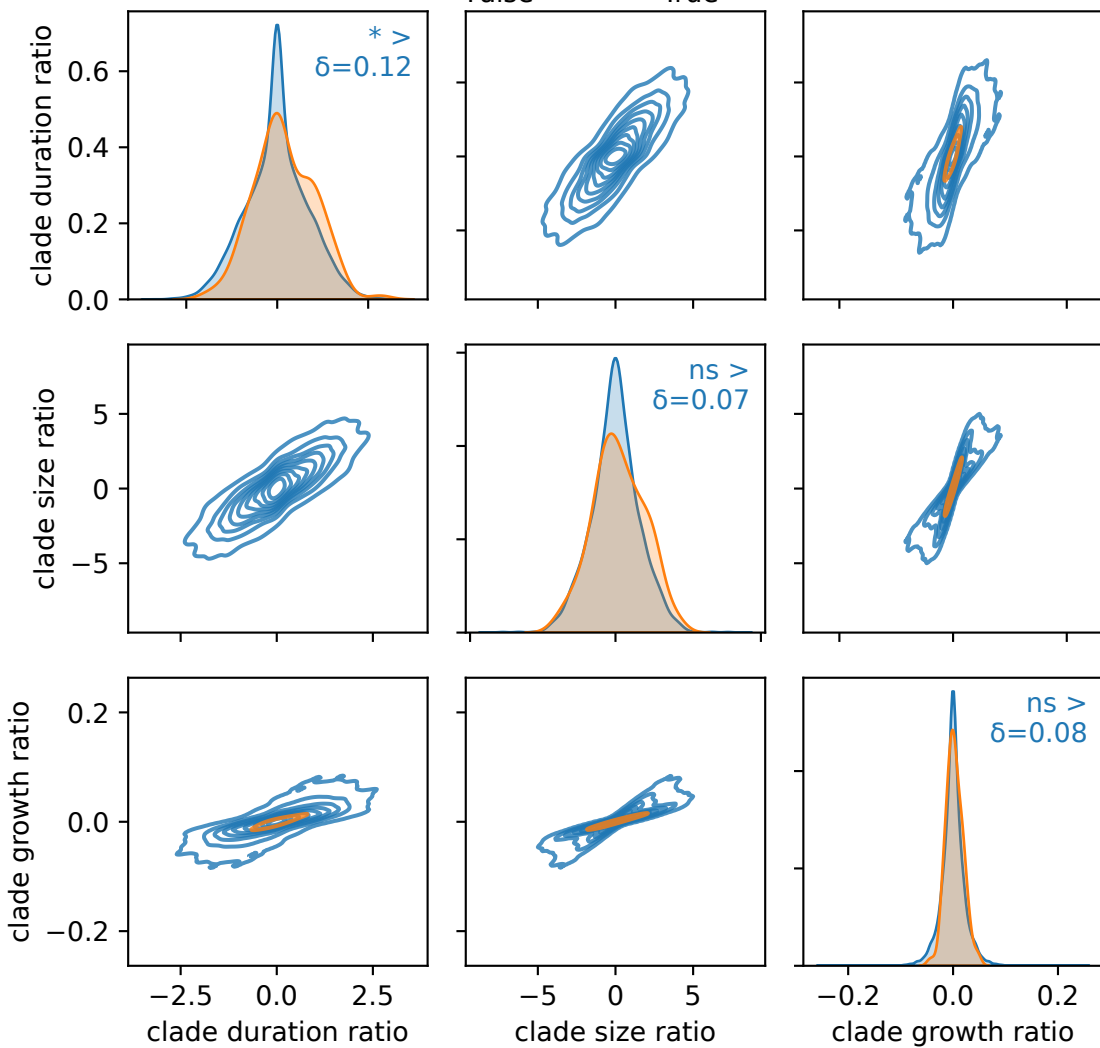 * >
δ=0.12
clade duration ratio
0.6
0.4
0.2
0.0
ns >
δ=0.07
clade size ratio
5
0
−5
ns >
δ=0.08
clade growth ratio
0.2
0.0
−0.2
−2.5 0.0 2.5
−5 0 5
−0.2 0.0 0.2
clade duration ratio
clade size ratio
clade growth ratio